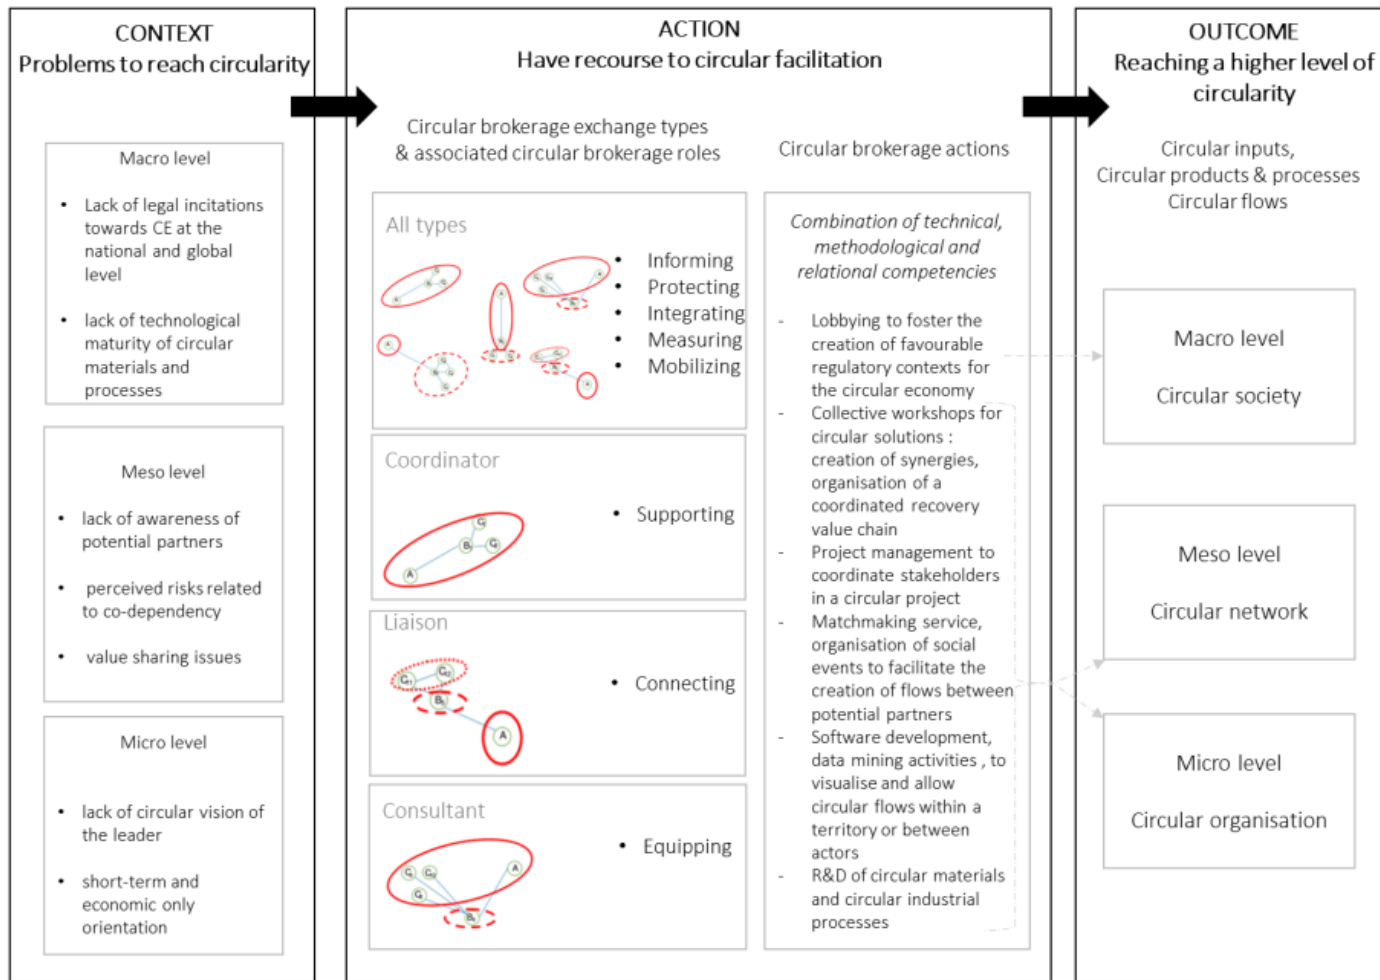 CONTEXT
Problems to reach circularity
Macro level
• Lack of legal incitations
towards CE at the
national and global
level
• lack of technological
maturity of circular
materials and
processes
Meso level
• lack of awareness of
potential partners
• perceived risks related
to co-dependency
• value sharing issues
Micro level
• lack of circular vision of
the leader
• short-term and
economic only
orientation
ACTION
Have recourse to circular facilitation
Circular brokerage exchange types
& associated circular brokerage roles
All types
• Informing
• Protecting
• Integrating
• Measuring
• Mobilizing
Coordinator
• Supporting
A
Liaison
• Connecting
A
Consultant
• Equipping
A
Circular brokerage actions
Combination of technical,
methodological and
relational competencies
- Lobbying to foster the
creation of favourable
regulatory contexts for
the circular economy
- Collective workshops for
circular solutions :
creation of synergies,
organisation of a
coordinated recovery
value chain
- Project management to
coordinate stakeholders
in a circular project
- Matchmaking service,
organisation of social
events to facilitate the
creation of flows between
potential partners
- Software development,
data mining activities , to
visualise and allow
circular flows within a
territory or between
actors
- R&D of circular materials
and circular industrial
processes
OUTCOME
Reaching a higher level of
circularity
Circular inputs,
Circular products & processes
Circular flows
Macro level
Circular society
Meso level
Circular network
Micro level
Circular organisation